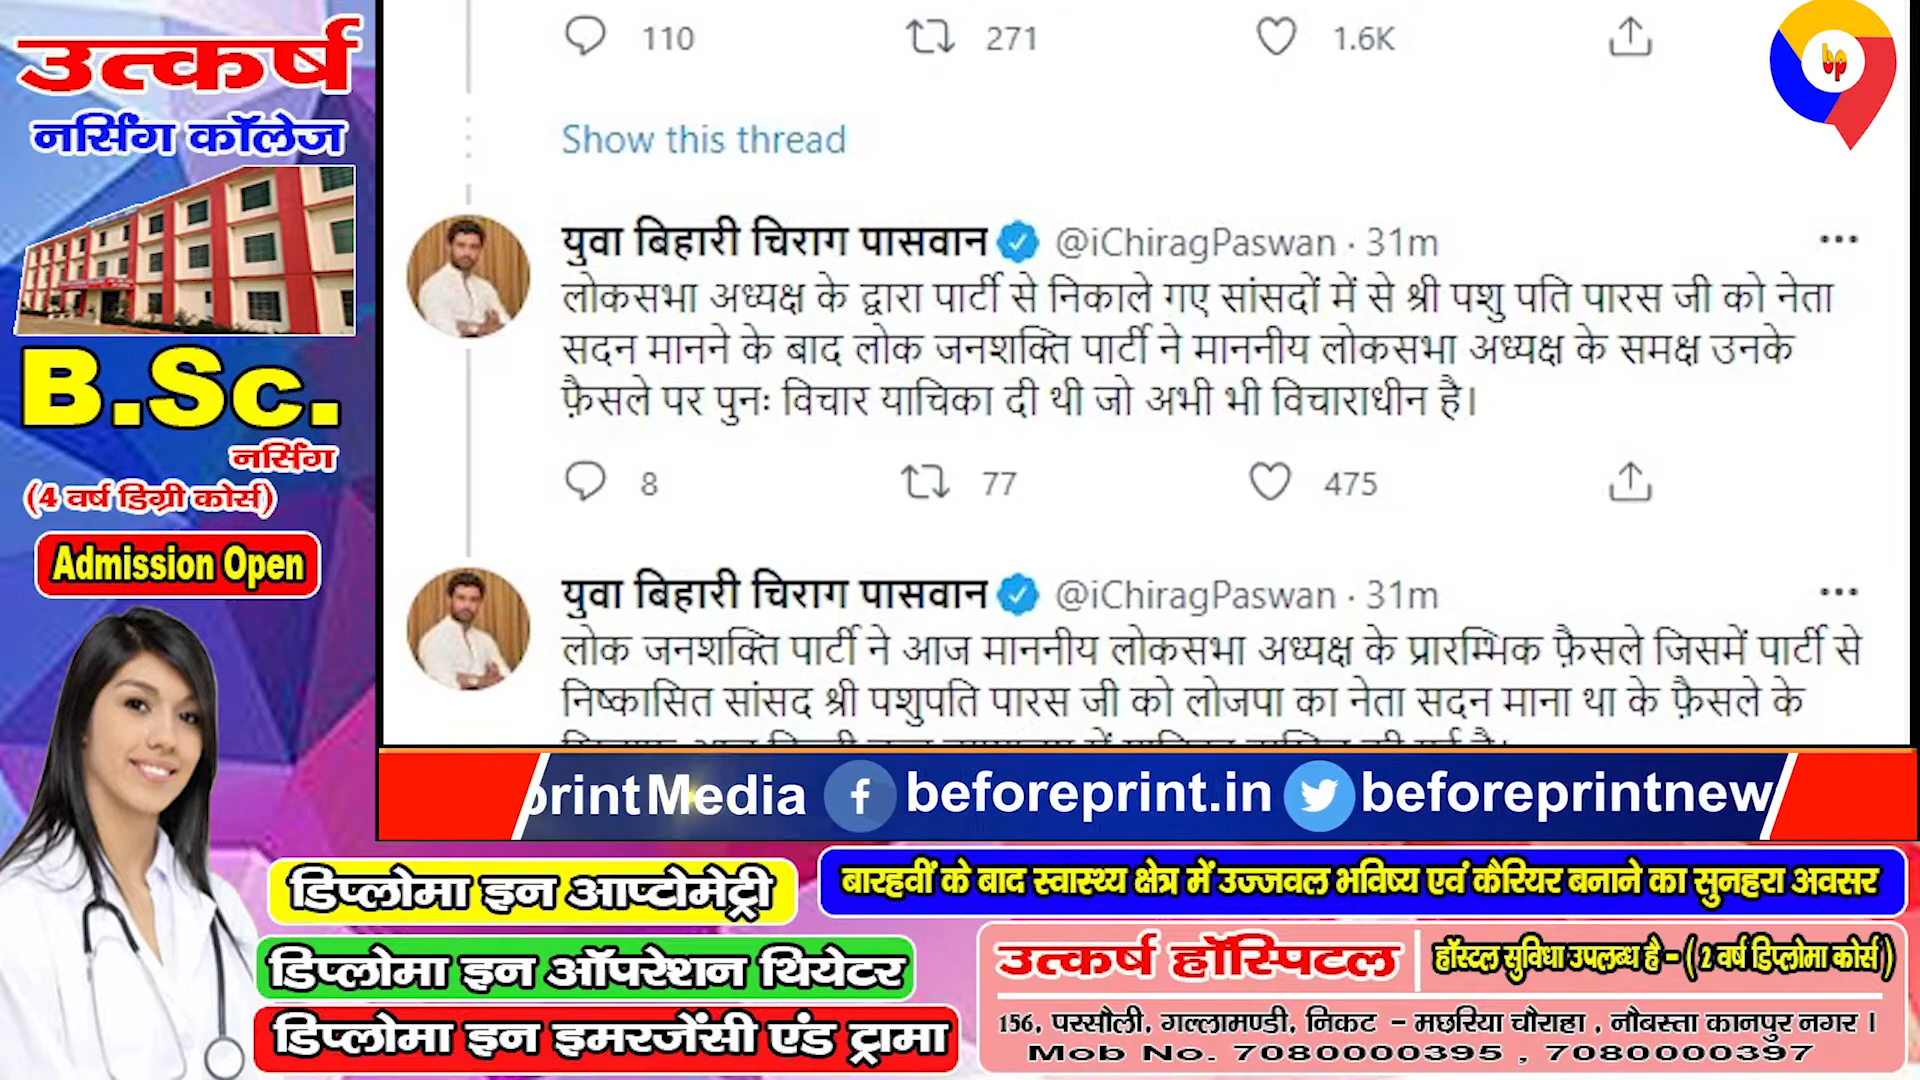 उत्कर्ष
नर्सिंग कॉलेज
B.Sc.
नर्सिंग
(4 वर्ष डिग्री कोर्स)
Admission Open
110 271 1.6K
bp
Show this thread
युवा बिहारी चिराग पासवान @iChiragPaswan · 31m
लोकसभा अध्यक्ष के द्वारा पार्टी से निकाले गए सांसदों में से श्री पशु पति पारस जी को नेता
सदन मानने के बाद लोक जनशक्ति पार्टी ने माननीय लोकसभा अध्यक्ष के समक्ष उनके
फ़ैसले पर पुनः विचार याचिका दी थी जो अभी भी विचाराधीन है।
8 77 475
युवा बिहारी चिराग पासवान @iChiragPaswan · 31m
लोक जनशक्ति पार्टी ने आज माननीय लोकसभा अध्यक्ष के प्रारम्भिक फ़ैसले जिसमें पार्टी से
निष्कासित सांसद श्री पशुपति पारस जी को लोजपा का नेता सदन माना था के फ़ैसले के
print Media beforeprint.in beforeprintnew
डिप्लोमा इन आप्टोमेट्री
डिप्लोमा इन ऑपरेशन थियेटर
डिप्लोमा इन इमरजेंसी एंड ट्रामा
बारहवीं के बाद स्वास्थ्य क्षेत्र में उज्जवल भविष्य एवं कैरियर बनाने का सुनहरा अवसर
उत्कर्ष हॉस्पिटल
हॉस्टल सुविधा उपलब्ध है - ( 2 वर्ष डिप्लोमा कोर्स )
156, परसौली, गल्लामण्डी, निकट - मछरिया चौराहा , नौबस्ता कानपुर नगर ।
Mob No. 7080000395 , 7080000397